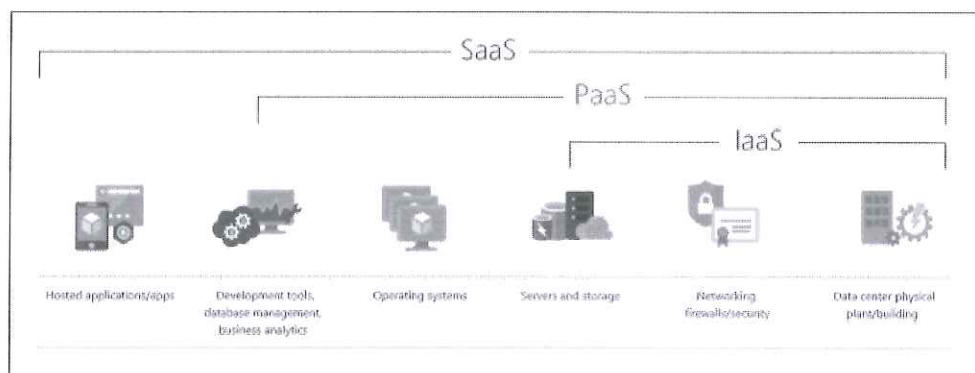 SaaS
PaaS
IaaS
Hosted applications/apps
Development tools,
database management,
business analytics
Operating systems
Servers and storage
Networking
firewalls/security
Data center physical
plant/building